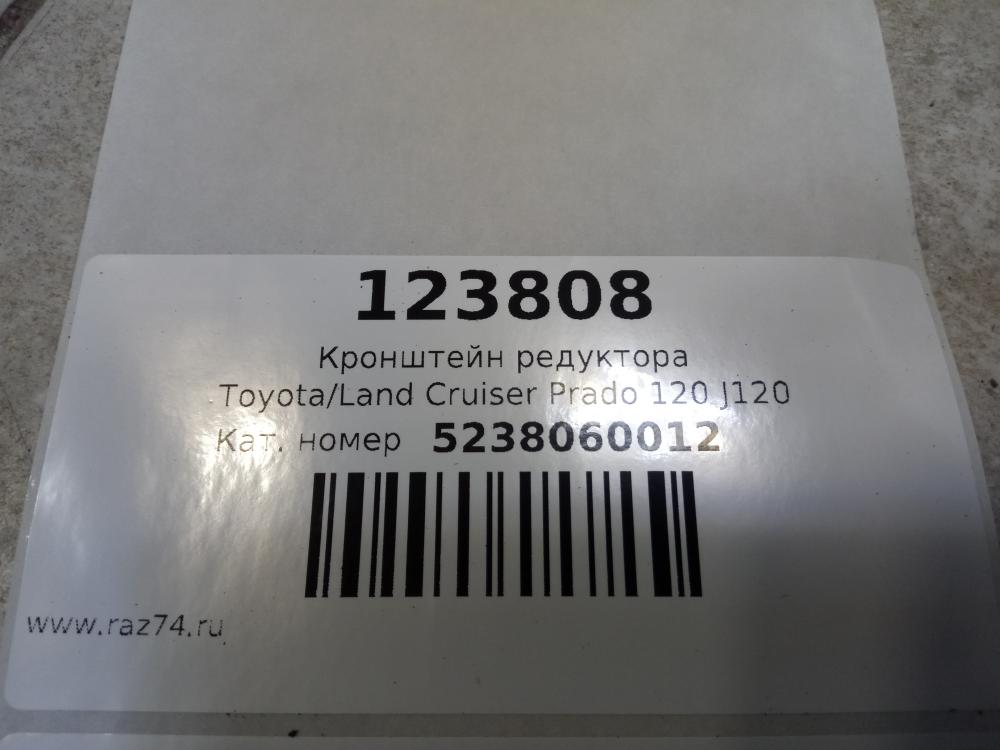 123808
Кронштейн редуктора
Toyota/Land Cruiser Prado 120 J120
Кат. номер 5238060012
www.raz74.ru